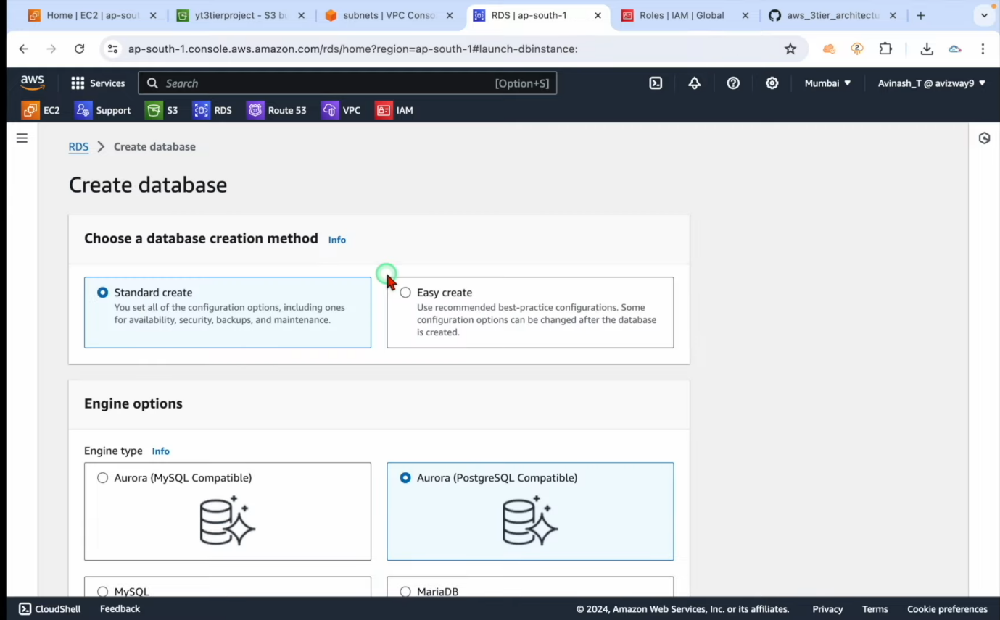 Home | EC2 | ap-sout
yt3tierproject - S3 bu
subnets | VPC Conso
RDS | ap-south-1
Roles | IAM | Global
aws_3tier_architectu
ap-south-1.console.aws.amazon.com/rds/home?region=ap-south-1#launch-dbinstance:
2
aws
Services
Search
[Option+S]
Mumbai
Avinash_T @ avizway9
EC2
Support
S3
RDS
Route 53
VPC
IAM
RDS
Create database
Create database
Choose a database creation method Info
Standard create
You set all of the configuration options, including ones
for availability, security, backups, and maintenance.
Easy create
Use recommended best-practice configurations. Some
configuration options can be changed after the database
is created.
Engine options
Engine type Info
Aurora (MySQL Compatible)
Aurora (PostgreSQL Compatible)
MySQL
MariaDB
CloudShell
Feedback
© 2024, Amazon Web Services, Inc. or its affiliates.
Privacy
Terms
Cookie preferences